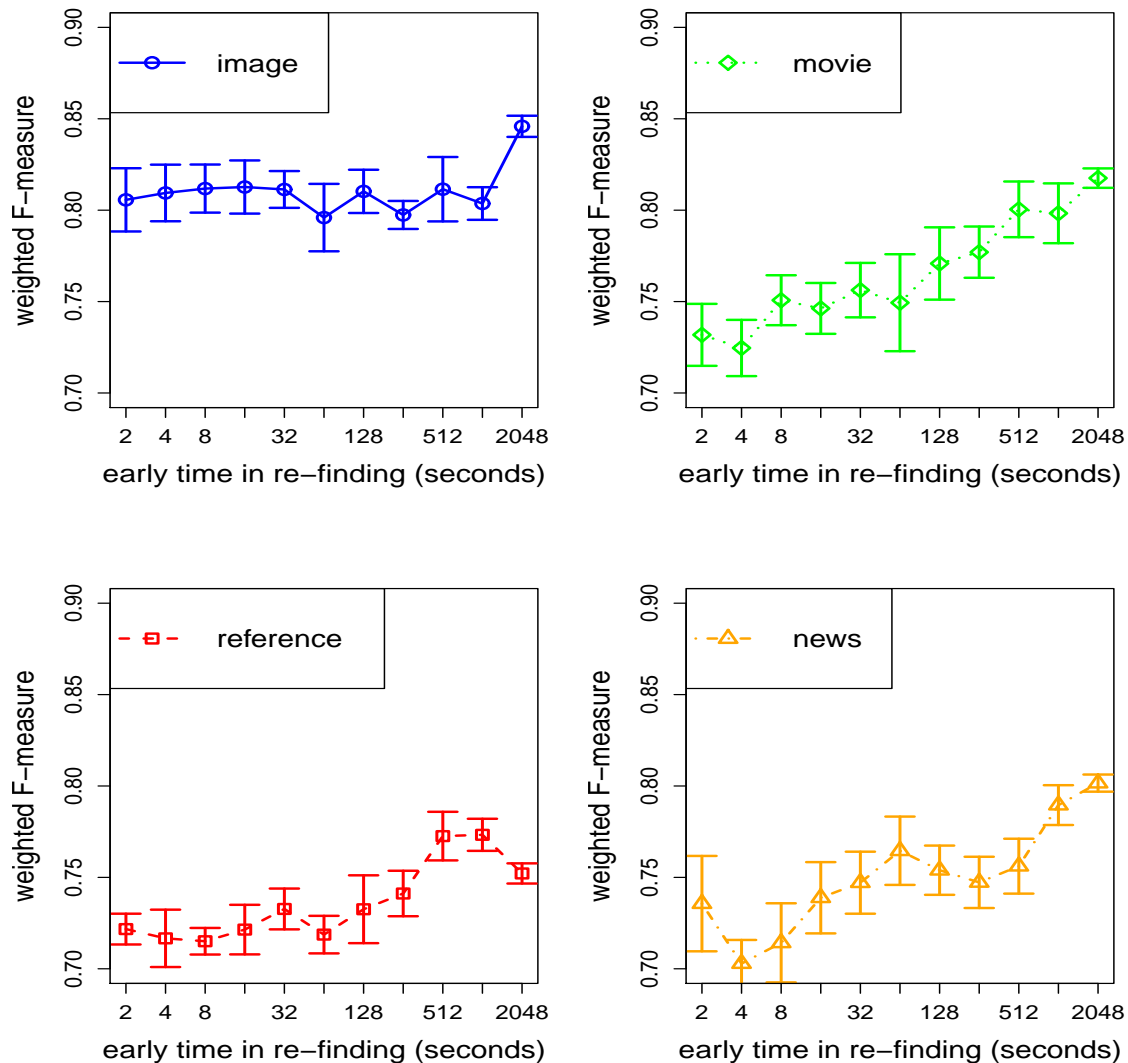 image
weighted F−measure
0.90
0.85
0.80
0.75
0.70
2 4 8 32 128 512 2048
early time in re−finding (seconds)
movie
weighted F−measure
0.90
0.85
0.80
0.75
0.70
2 4 8 32 128 512 2048
early time in re−finding (seconds)
reference
weighted F−measure
0.90
0.85
0.80
0.75
0.70
2 4 8 32 128 512 2048
early time in re−finding (seconds)
news
weighted F−measure
0.90
0.85
0.80
0.75
0.70
2 4 8 32 128 512 2048
early time in re−finding (seconds)